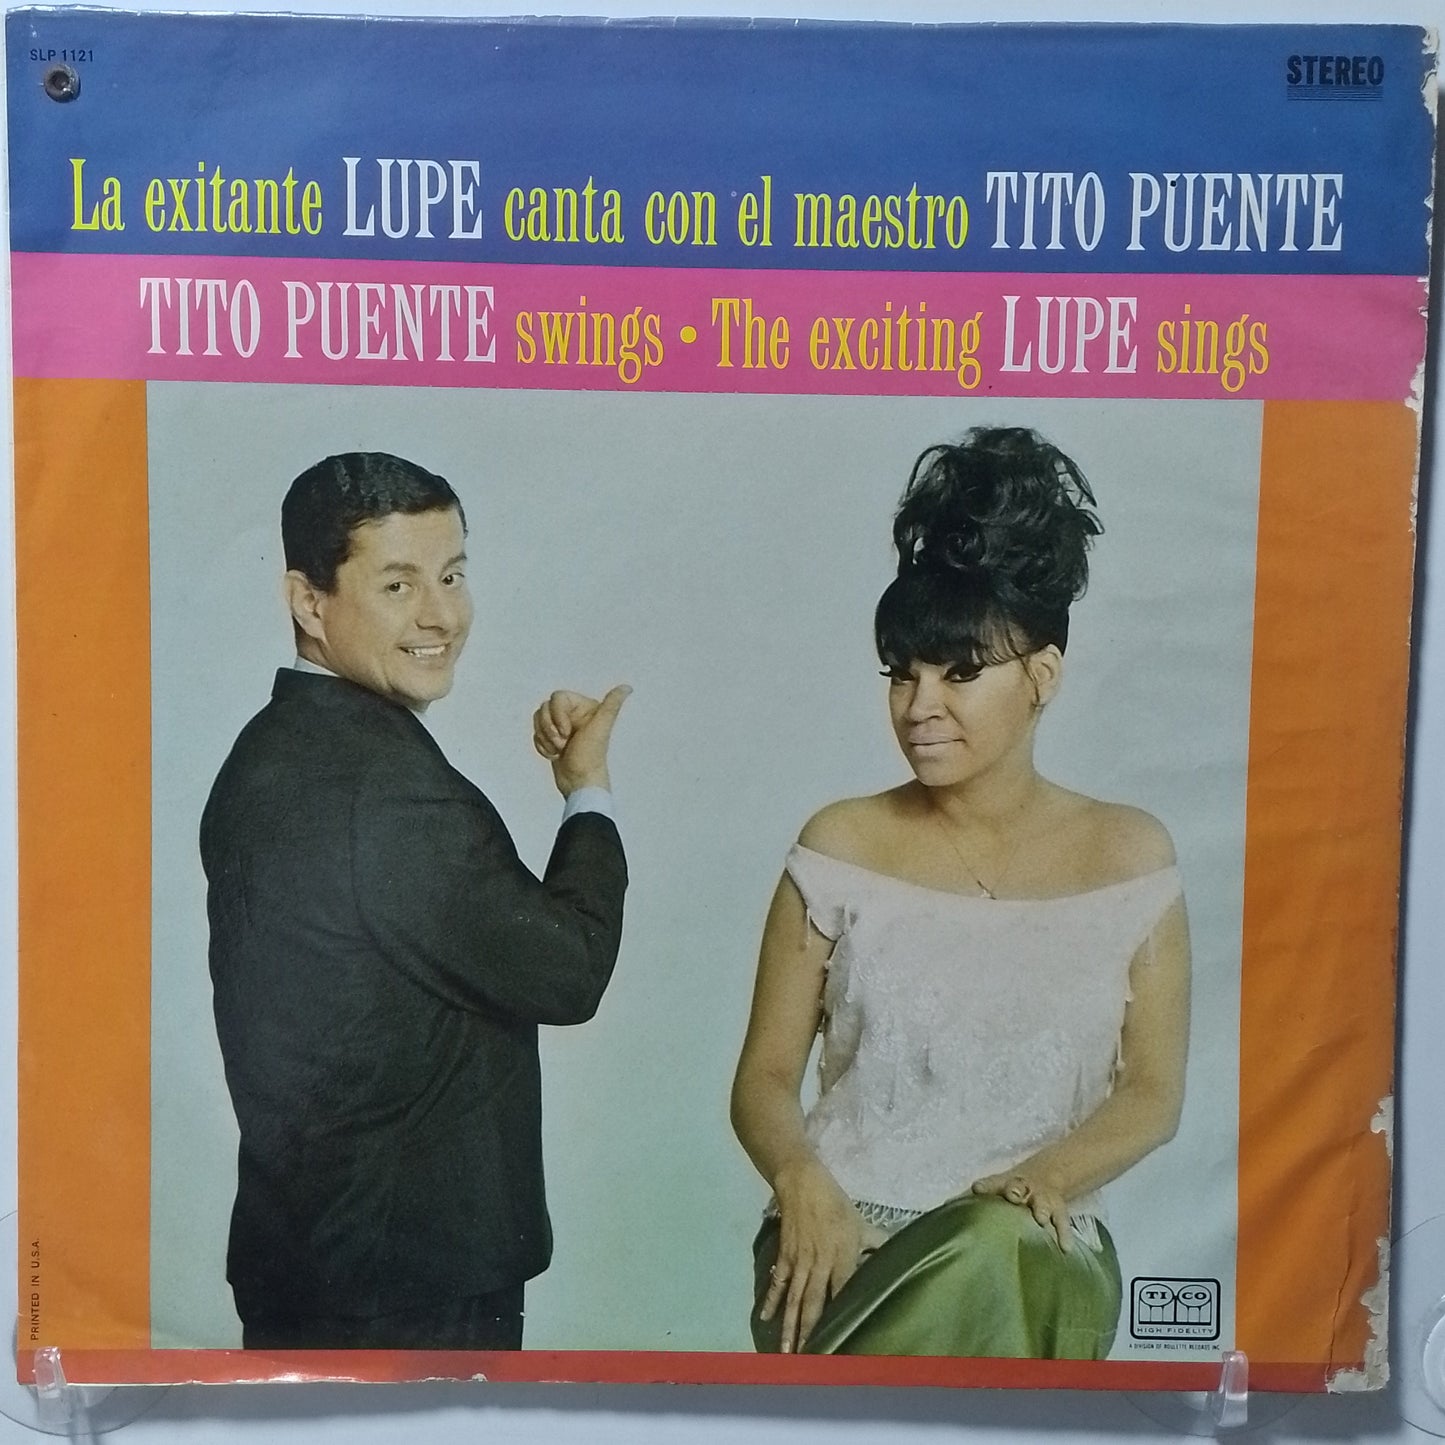 SLP 1121
STEREO
La exitante LUPE canta con el maestro TITO PUENTE
TITO PUENTE swings • The exciting LUPE sings
PRINTED IN U.S.A.
TICO
HIGH FIDELITY
A DIVISION OF ROULETTE RECORDS INC